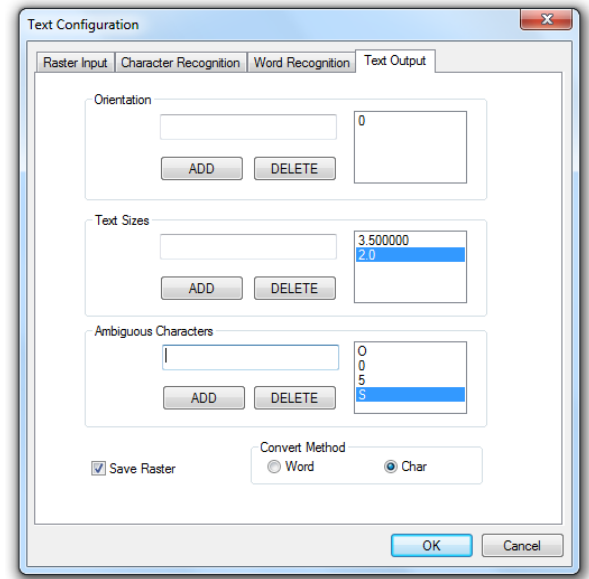 Text Configuration
Raster Input Character Recognition Word Recognition Text Output
Orientation
0
ADD DELETE
Text Sizes
3.500000
2.0
ADD DELETE
Ambiguous Characters
O
0
5
S
ADD DELETE
Save Raster
Convert Method
Word Char
OK Cancel